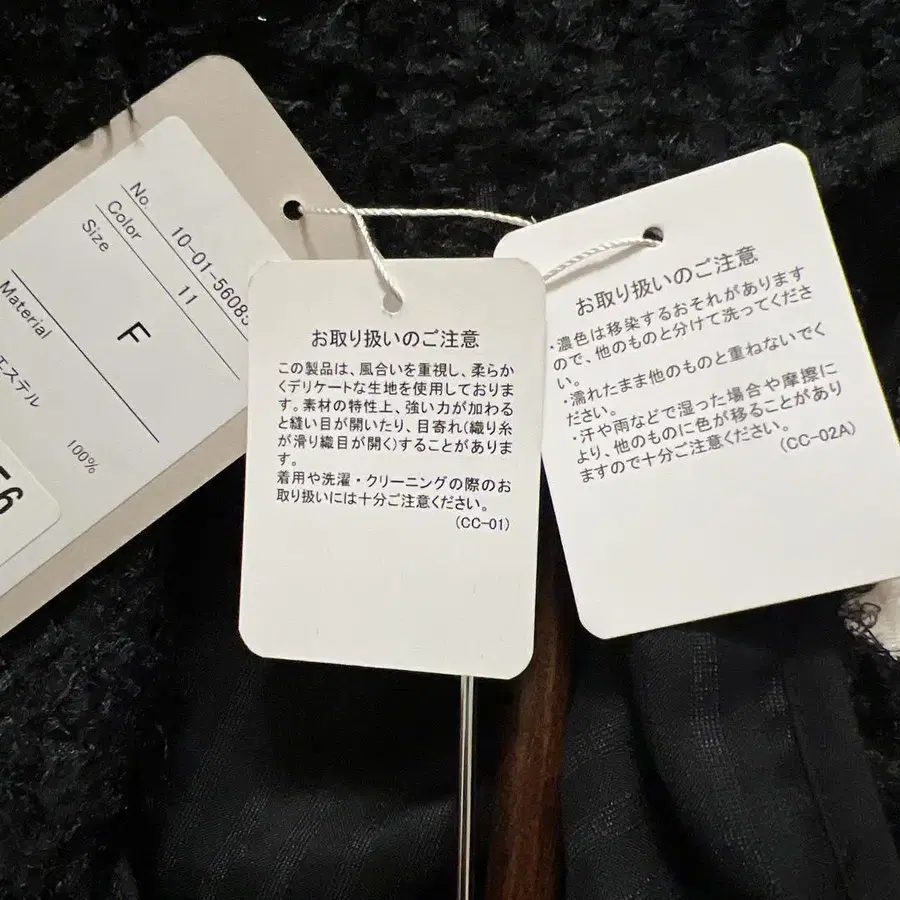 No. 10-01-56085
Color 11
Size F
Material
エステル 100%
56
お取り扱いのご注意
この製品は、風合いを重視し、柔らか
くデリケートな生地を使用しておりま
す。素材の特性上、強い力が加わる
と縫い目が開いたり、目寄れ(織り糸
が滑り織目が開く)することがありま
す。
着用や洗濯・クリーニングの際のお
取り扱いには十分ご注意ください。
(CC-01)
お取り扱いのご注意
・濃色は移染するおそれがあります
ので、他のものと分けて洗ってくださ
い。
・濡れたまま他のものと重ねないでく
ださい。
・汗や雨などで湿った場合や摩擦に
より、他のものに色が移ることがあり
ますので十分ご注意ください。
(CC-02A)